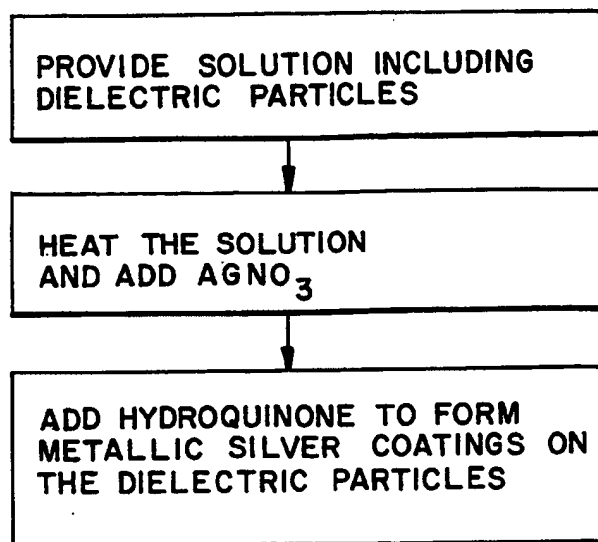 PROVIDE SOLUTION INCLUDING
DIELECTRIC PARTICLES
HEAT THE SOLUTION
AND ADD AGNO3
ADD HYDROQUINONE TO FORM
METALLIC SILVER COATINGS ON
THE DIELECTRIC PARTICLES